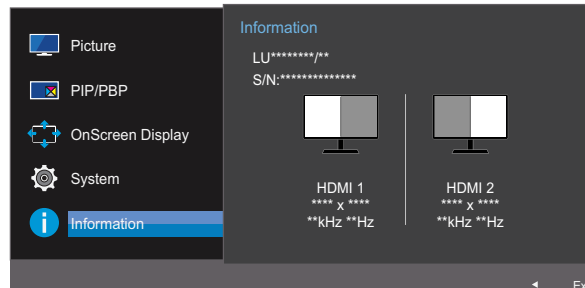 Picture
PIP/PBP
OnScreen Display
System
Information
Information
LU********/**
S/N:**************
HDMI 1
**** x ****
**kHz **Hz
HDMI 2
**** x ****
**kHz **Hz